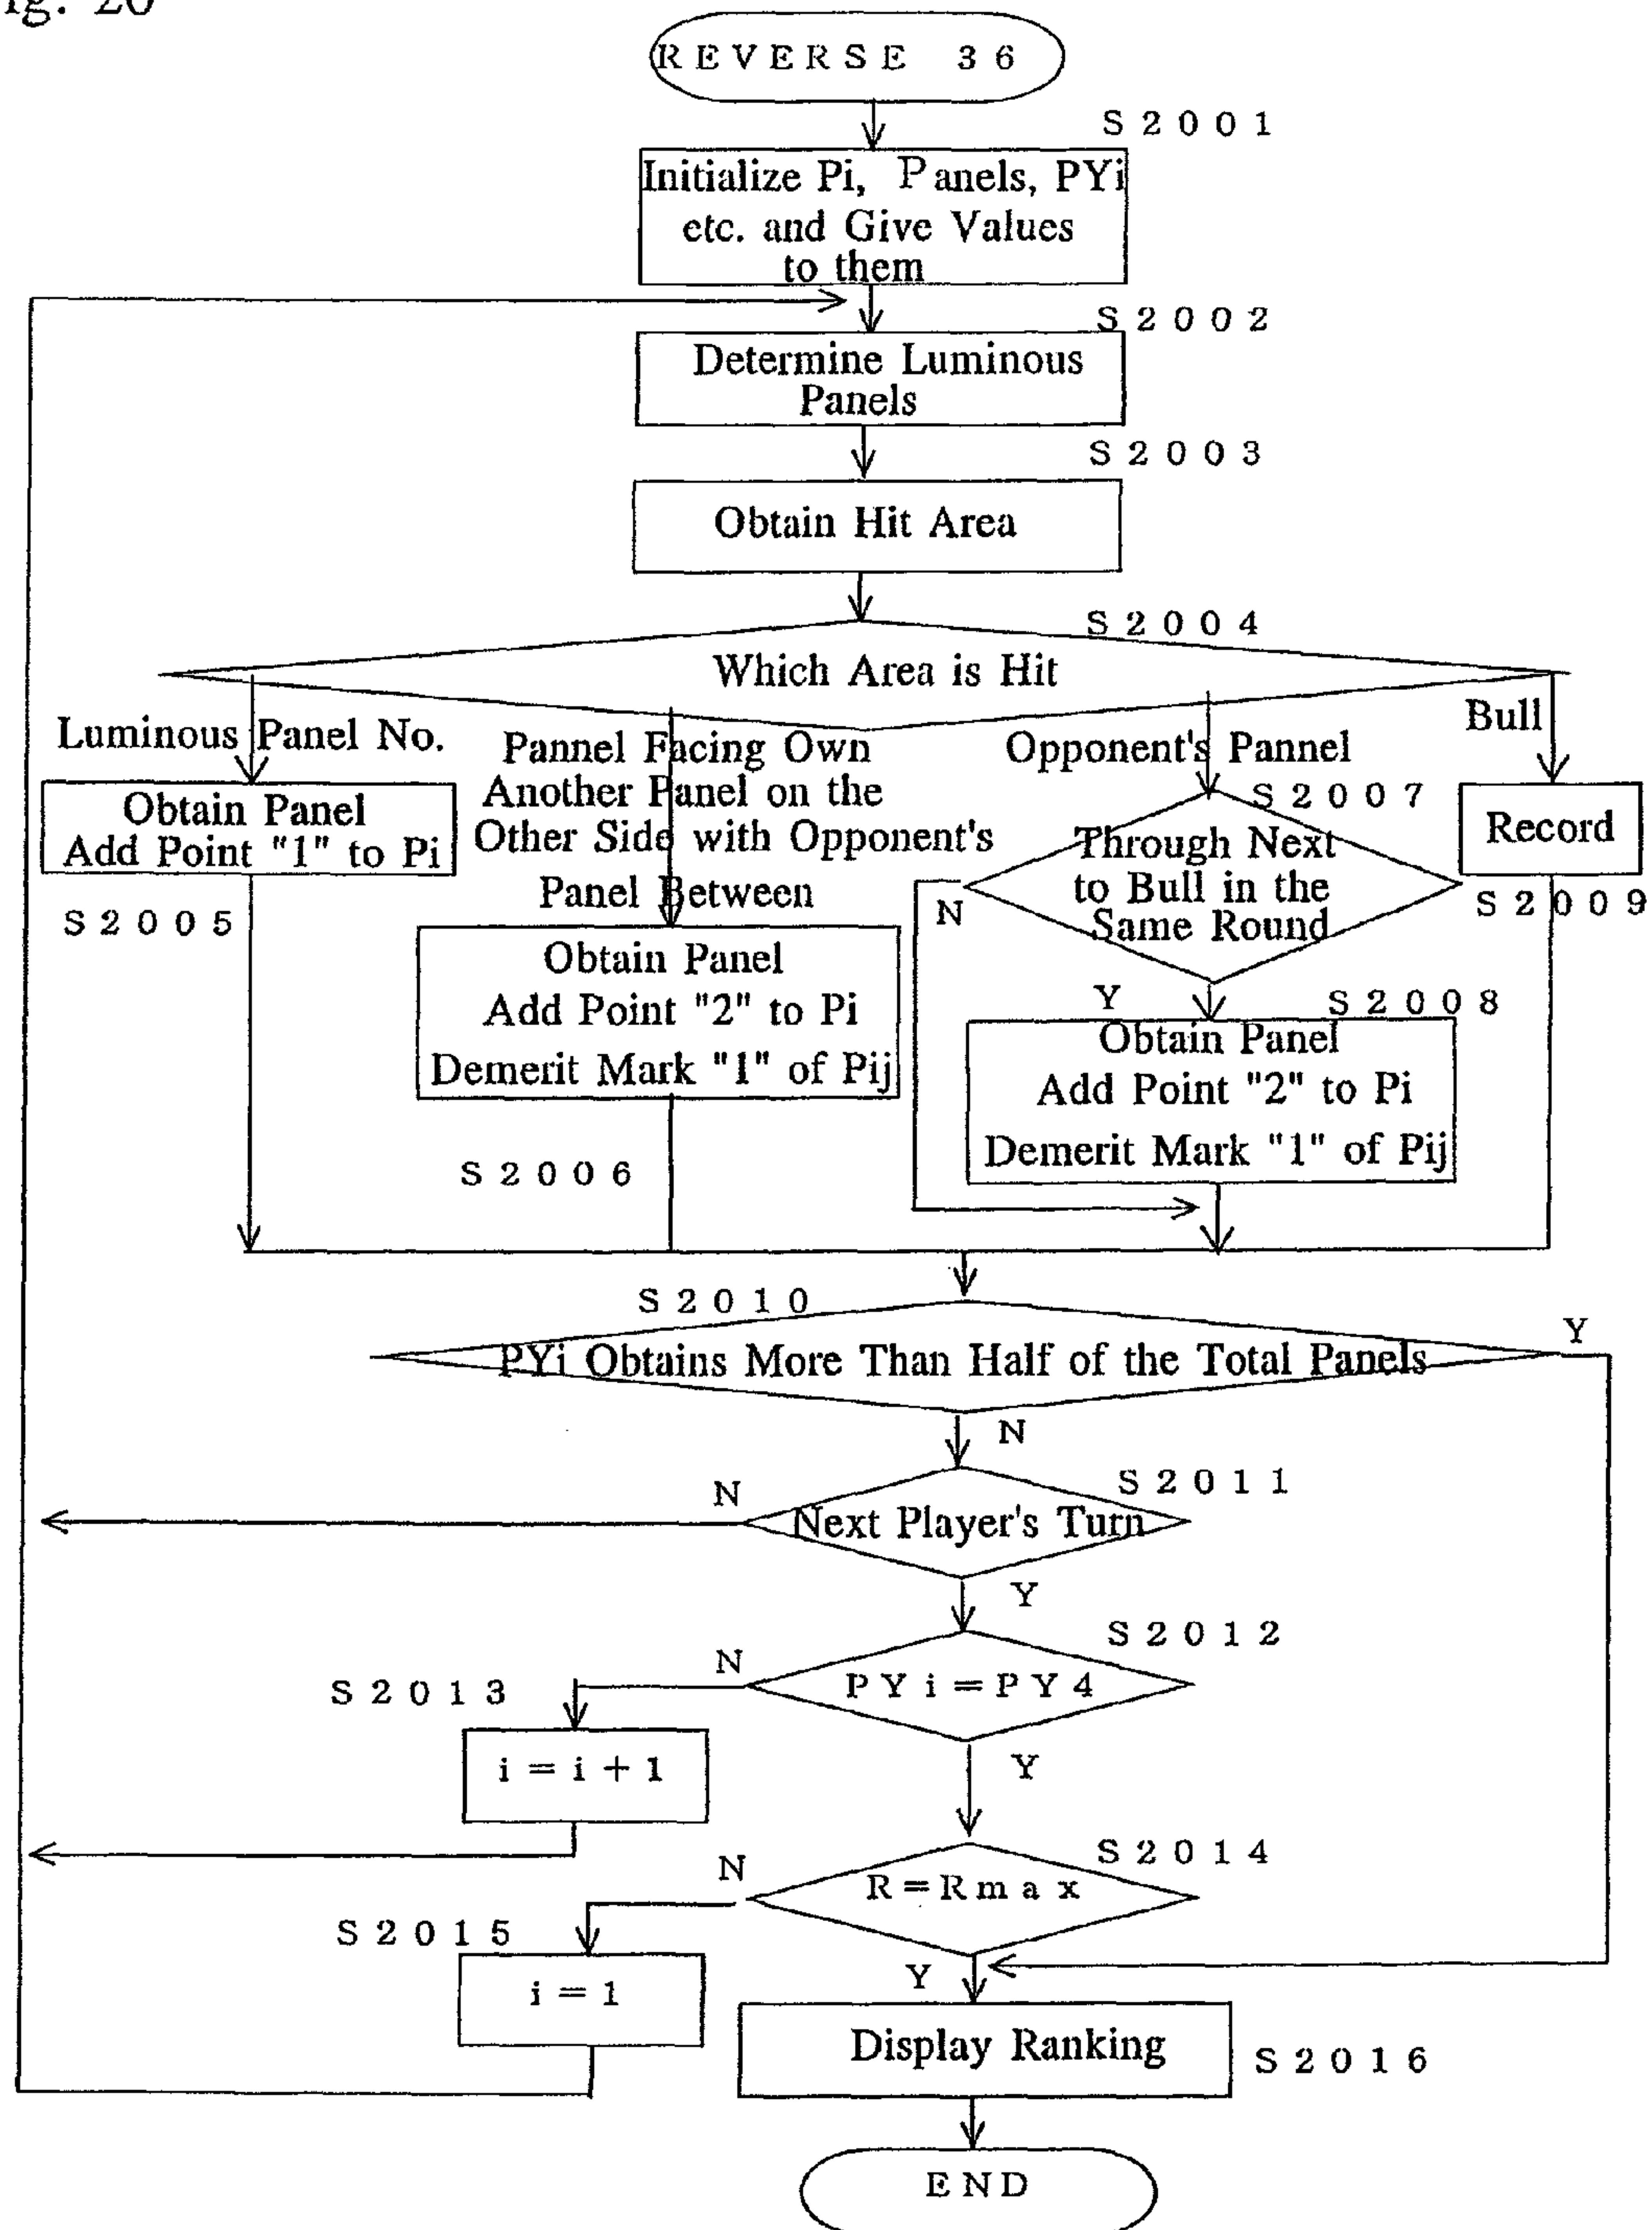 Fig. 20
REVERSE 36
S2001
Initialize Pi, Panels, PYi
etc. and Give Values
to them
S2002
Determine Luminous
Panels
S2003
Obtain Hit Area
S2004
Which Area is Hit
Luminous Panel No.
Obtain Panel
Add Point "1" to Pi
S2005
Pannel Facing Own
Another Panel on the
Other Side with Opponent's
Panel Between
Obtain Panel
Add Point "2" to Pi
Demerit Mark "1" of Pij
S2006
Opponent's Pannel
S2007
Through Next
to Bull in the
Same Round
N
Y
S2008
Obtain Panel
Add Point "2" to Pi
Demerit Mark "1" of Pij
Bull
Record
S2009
S2010
PYi Obtains More Than Half of the Total Panels
Y
N
S2011
Next Player's Turn
N
Y
S2012
PYi=PY4
N
S2013
i=i+1
Y
S2014
R=Rmax
N
S2015
i=1
Y
Display Ranking
S2016
END